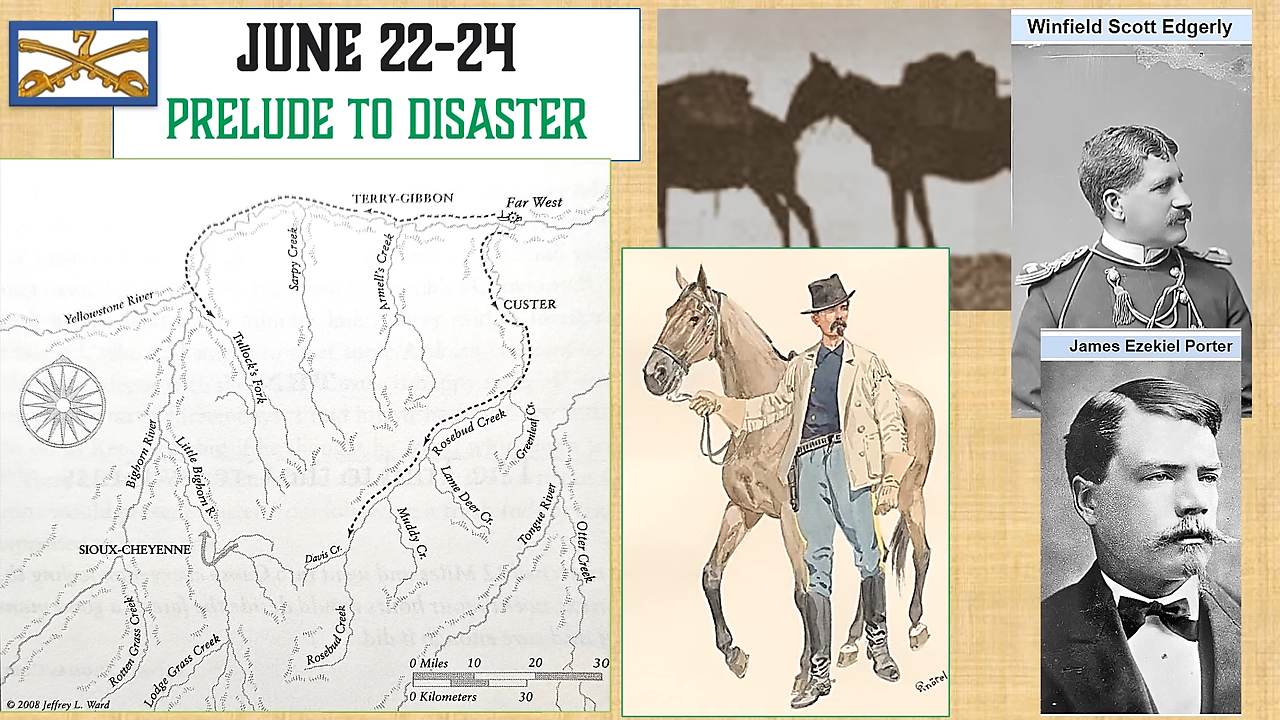 7
JUNE 22-24
PRELUDE TO DISASTER
Winfield Scott Edgerly
James Ezekiel Porter
TERRY-GIBBON
Far West
Sarpy Creek
Armell's Creek
CUSTER
Yellowstone River
Tullock's Fork
Rosebud Creek
Greenleaf Cr.
Bighorn River
Little Bighorn R.
Lame Deer Cr.
Tongue River
Muddy Cr.
Otter Creek
SIOUX-CHEYENNE
Davis Cr.
Rotten Grass Creek
Lodge Grass Creek
Rosebud Creek
0 Miles 10 20 30
0 Kilometers 30
© 2008 Jeffrey L. Ward